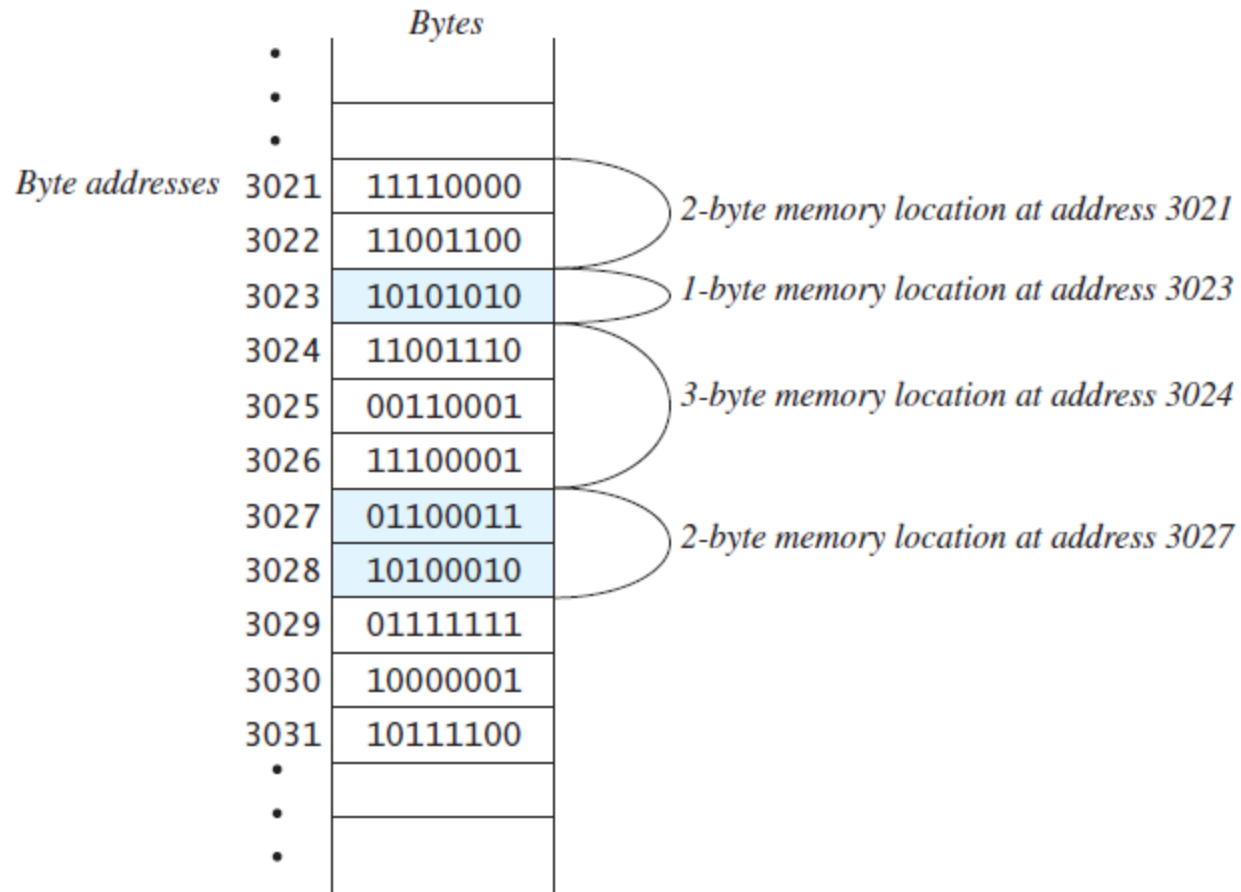 Bytes
Byte addresses 3021 11110000
2-byte memory location at address 3021
3022 11001100
3023 10101010 1-byte memory location at address 3023
3024 11001110
3025 00110001 3-byte memory location at address 3024
3026 11100001
3027 01100011
2-byte memory location at address 3027
3028 10100010
3029 01111111
3030 10000001
3031 10111100